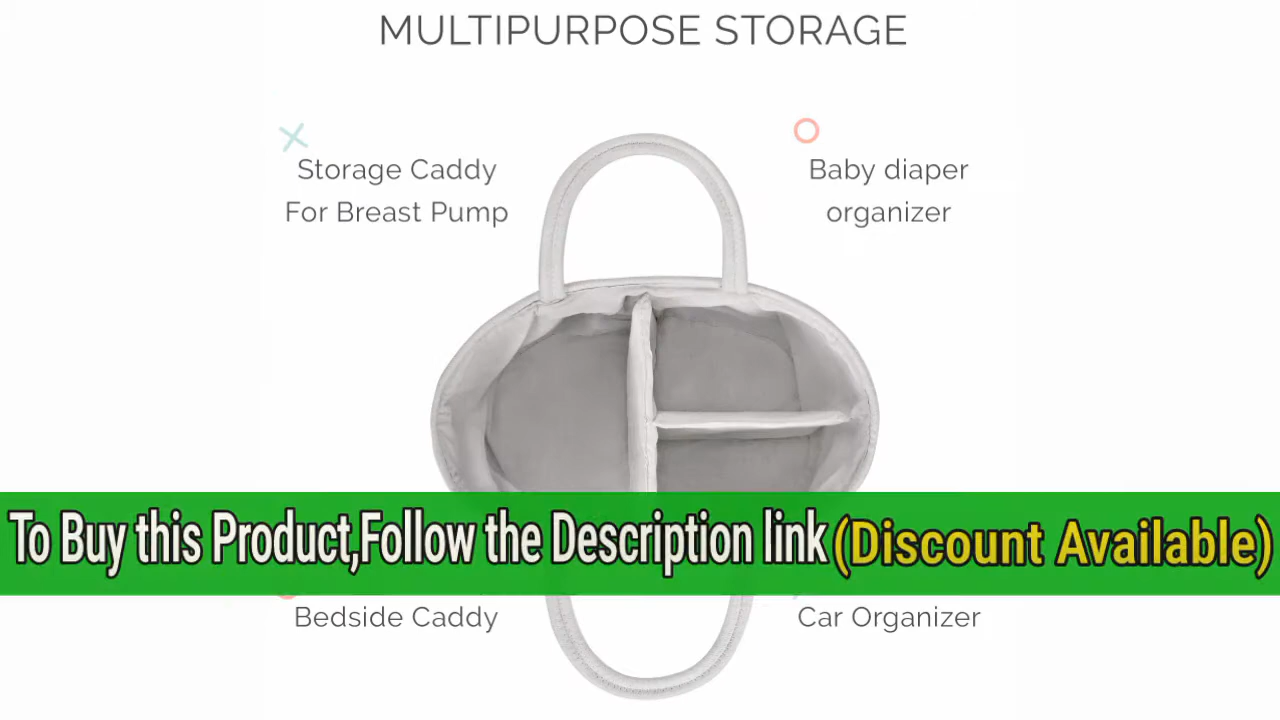 MULTIPURPOSE STORAGE
Storage Caddy
For Breast Pump
Baby diaper
organizer
To Buy this Product,Follow the Description link(Discount Available)
Bedside Caddy
Car Organizer